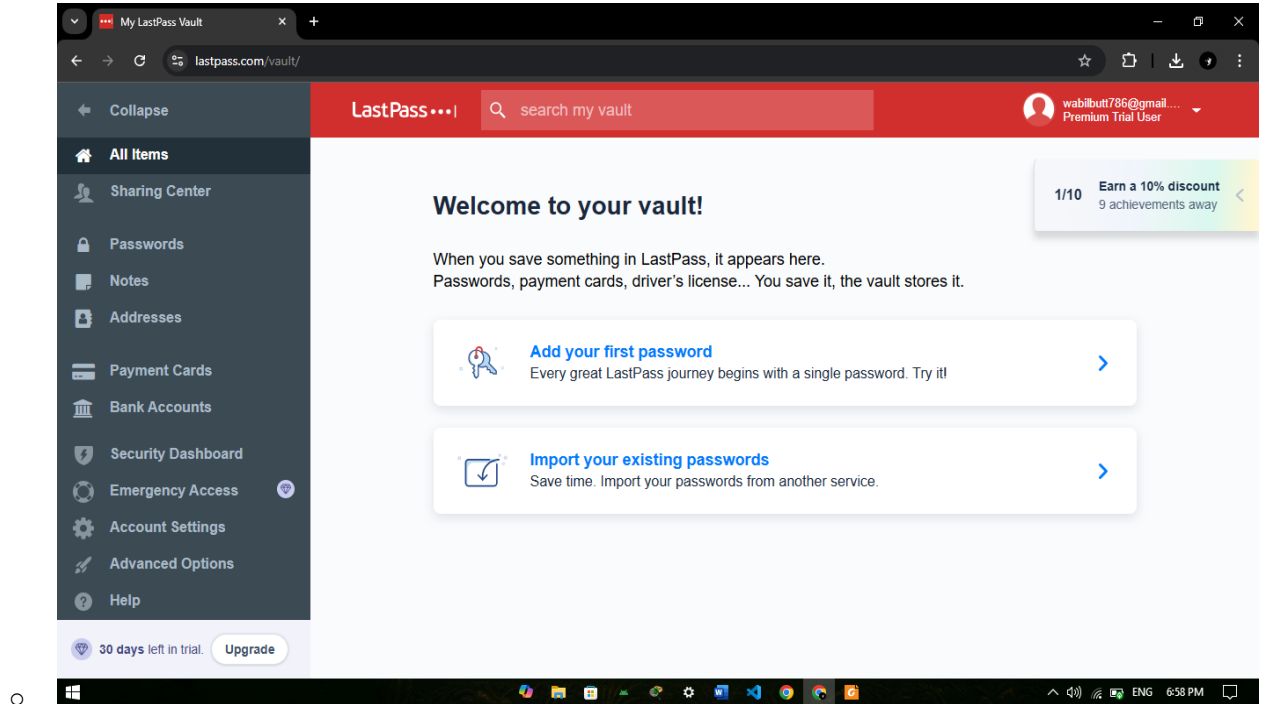 My LastPass Vault
lastpass.com/vault/
Collapse
LastPass
search my vault
wabilbutt786@gmail....
Premium Trial User
All Items
Sharing Center
Passwords
Notes
Addresses
Payment Cards
Bank Accounts
Security Dashboard
Emergency Access
Account Settings
Advanced Options
Help
30 days left in trial. Upgrade
1/10
Earn a 10% discount
9 achievements away
Welcome to your vault!
When you save something in LastPass, it appears here.
Passwords, payment cards, driver's license... You save it, the vault stores it.
Add your first password
Every great LastPass journey begins with a single password. Try it!
Import your existing passwords
Save time. Import your passwords from another service.
ENG 6:58 PM